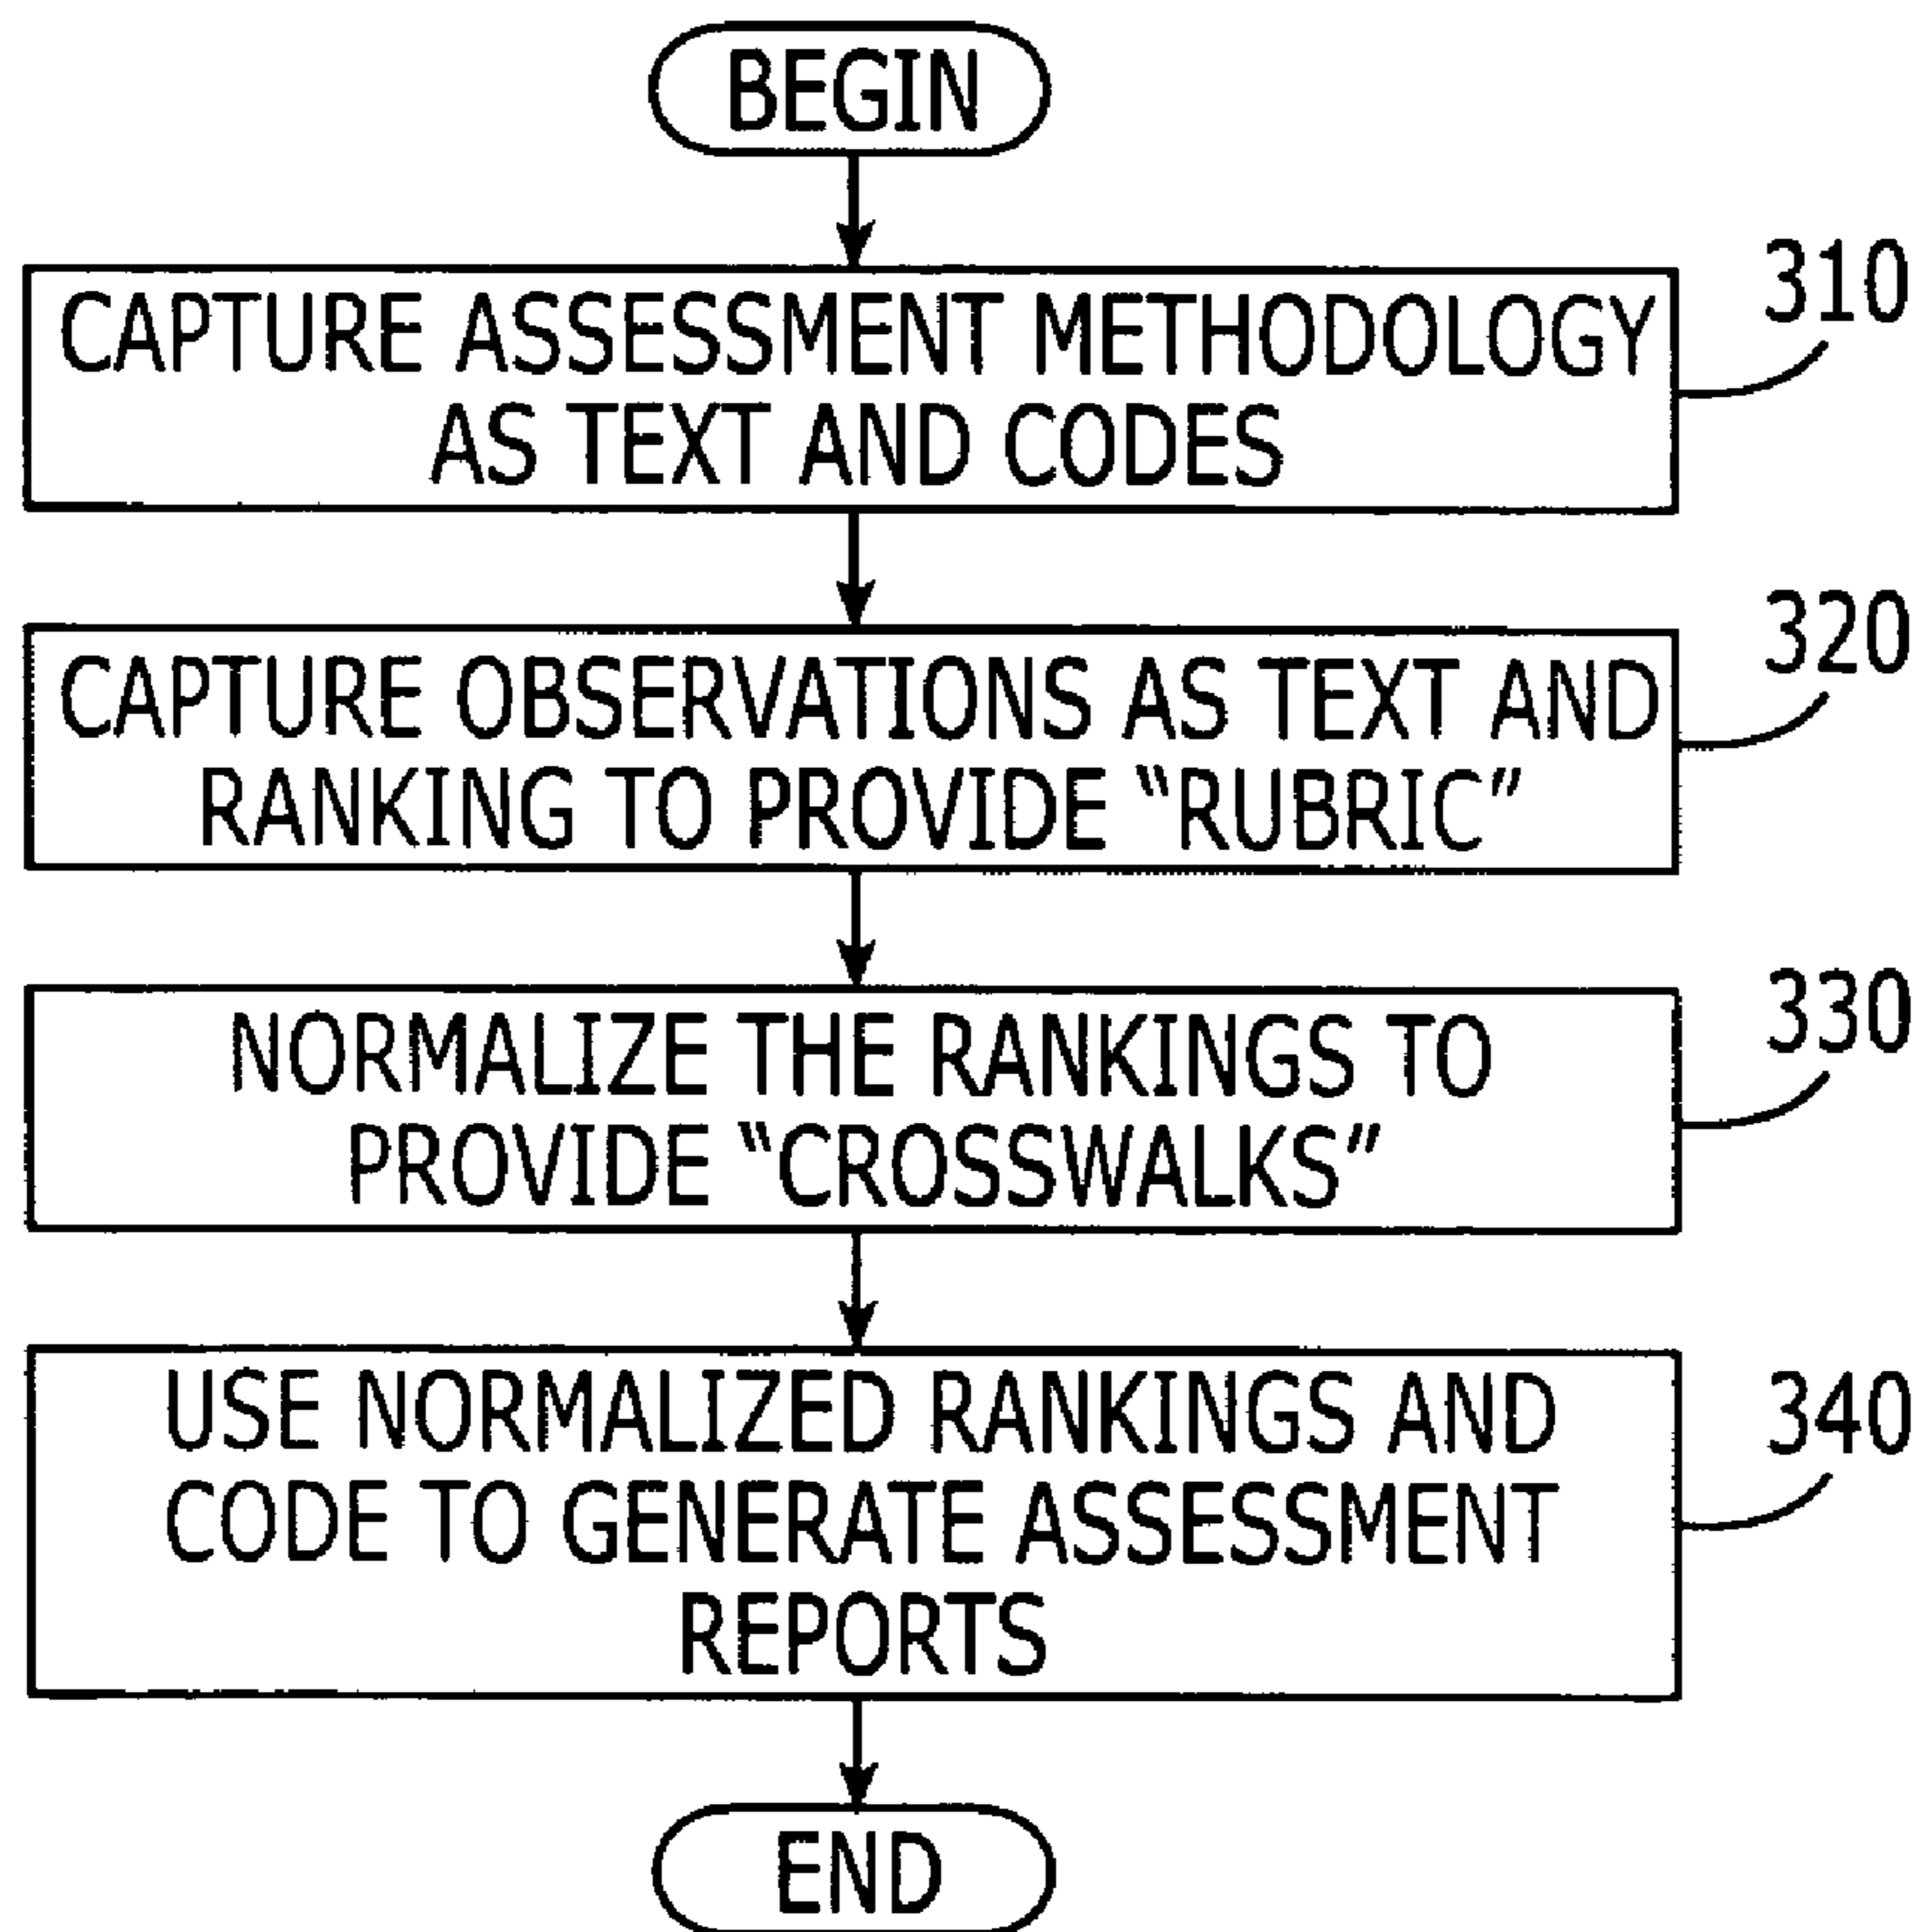 BEGIN
CAPTURE ASSESSMENT METHODOLOGY
AS TEXT AND CODES
310
CAPTURE OBSERVATIONS AS TEXT AND
RANKING TO PROVIDE “RUBRIC”
320
NORMALIZE THE RANKINGS TO
PROVIDE “CROSSWALKS”
330
USE NORMALIZED RANKINGS AND
CODE TO GENERATE ASSESSMENT
REPORTS
340
END